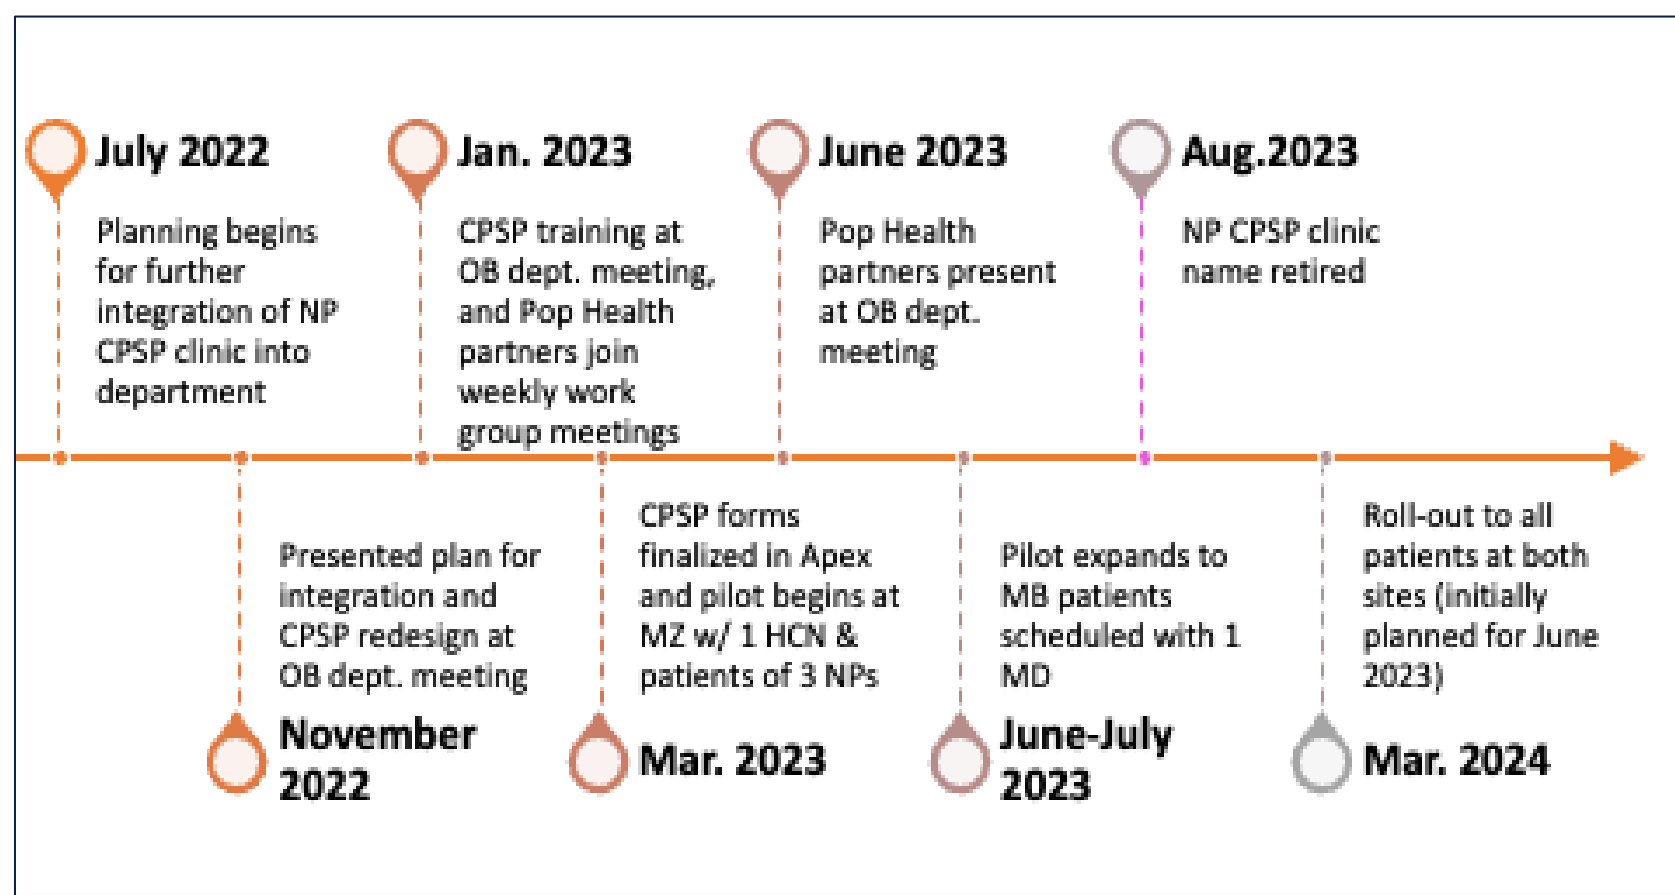 July 2022
Planning begins
for further
integration of NP
CPSP clinic into
department
Jan. 2023
CPSP training at
OB dept. meeting,
and Pop Health
partners join
weekly work
group meetings
June 2023
Pop Health
partners present
at OB dept.
meeting
Aug.2023
NP CPSP clinic
name retired
Presented plan for
integration and
CPSP redesign at
OB dept. meeting
November
2022
CPSP forms
finalized in Apex
and pilot begins at
MZ w/ 1 HCN &
patients of 3 NPs
Mar. 2023
Pilot expands to
MB patients
scheduled with 1
MD
June-July
2023
Roll-out to all
patients at both
sites (initially
planned for June
2023)
Mar. 2024